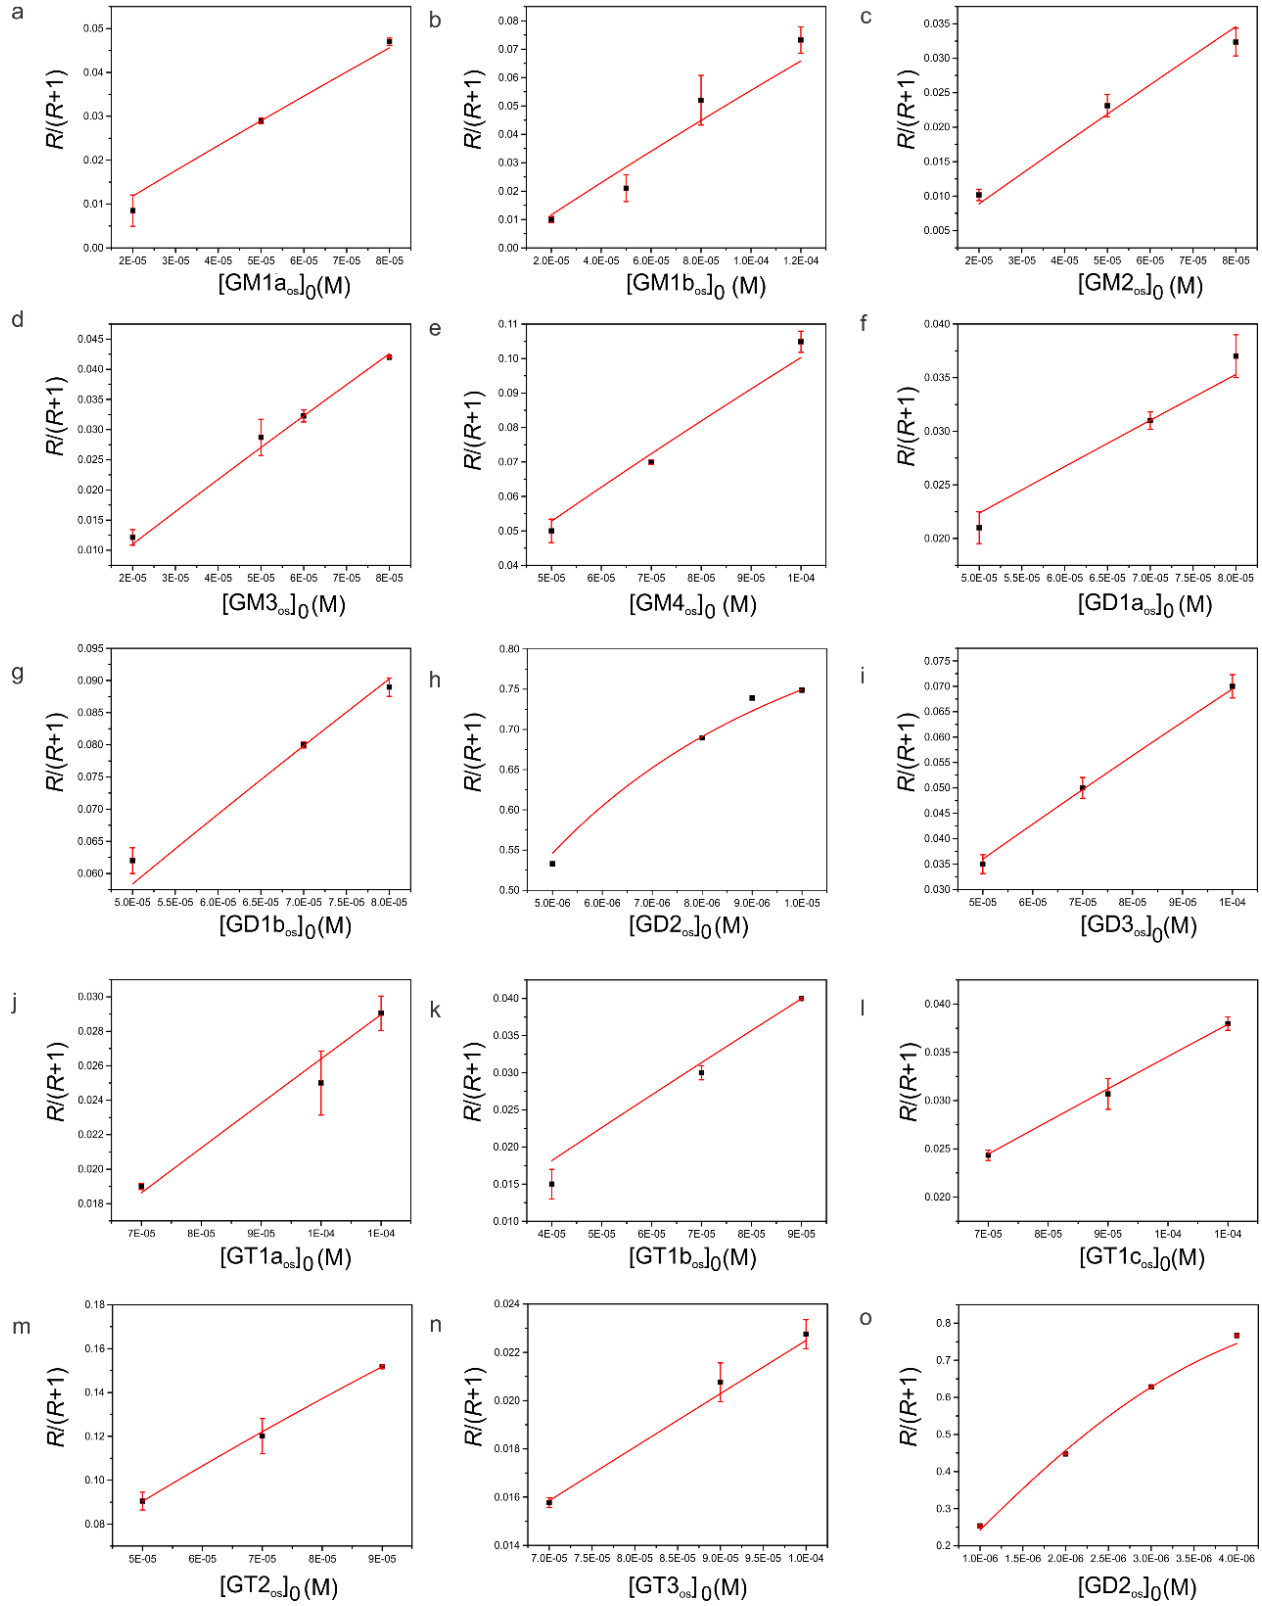 a
0.05
0.04
0.03
0.02
0.01
0.00
R/(R+1)
2E-05 3E-05 4E-05 5E-05 6E-05 7E-05 8E-05
[GM1aos]0(M)
b
0.08
0.07
0.06
0.05
0.04
0.03
0.02
0.01
0.00
R/(R+1)
2.0E-05 4.0E-05 6.0E-05 8.0E-05 1.0E-04 1.2E-04
[GM1bos]0 (M)
c
0.035
0.030
0.025
0.020
0.015
0.010
0.005
R/(R+1)
2E-05 3E-05 4E-05 5E-05 6E-05 7E-05 8E-05
[GM2os]0(M)
d
0.045
0.040
0.035
0.030
0.025
0.020
0.015
0.010
R/(R+1)
2E-05 3E-05 4E-05 5E-05 6E-05 7E-05 8E-05
[GM3os]0(M)
e
0.11
0.10
0.09
0.08
0.07
0.06
0.05
0.04
R/(R+1)
5E-05 6E-05 7E-05 8E-05 9E-05 1E-04
[GM4os]0 (M)
f
0.040
0.035
0.030
0.025
0.020
R/(R+1)
5.0E-05 5.5E-05 6.0E-05 6.5E-05 7.0E-05 7.5E-05 8.0E-05
[GD1aos]0(M)
g
0.095
0.090
0.085
0.080
0.075
0.070
0.065
0.060
R/(R+1)
5.0E-05 5.5E-05 6.0E-05 6.5E-05 7.0E-05 7.5E-05 8.0E-05
[GD1bos]0(M)
h
0.80
0.75
0.70
0.65
0.60
0.55
0.50
R/(R+1)
5.0E-06 6.0E-06 7.0E-06 8.0E-06 9.0E-06 1.0E-05
[GD2os]0(M)
i
0.075
0.070
0.065
0.060
0.055
0.050
0.045
0.040
0.035
0.030
R/(R+1)
5E-05 6E-05 7E-05 8E-05 9E-05 1E-04
[GD3os]0(M)
j
0.030
0.028
0.026
0.024
0.022
0.020
0.018
R/(R+1)
7E-05 8E-05 9E-05 1E-04 1E-04
[GT1aos]0(M)
k
0.040
0.035
0.030
0.025
0.020
0.015
0.010
R/(R+1)
4E-05 5E-05 6E-05 7E-05 8E-05 9E-05
[GT1bos]0(M)
l
0.040
0.035
0.030
0.025
0.020
R/(R+1)
7E-05 8E-05 9E-05 1E-04 1E-04
[GT1cos]0(M)
m
0.18
0.16
0.14
0.12
0.10
0.08
R/(R+1)
5E-05 6E-05 7E-05 8E-05 9E-05
[GT2os]0(M)
n
0.024
0.022
0.020
0.018
0.016
0.014
R/(R+1)
7.0E-05 7.5E-05 8.0E-05 8.5E-05 9.0E-05 9.5E-05 1.0E-04
[GT3os]0(M)
o
0.8
0.7
0.6
0.5
0.4
0.3
0.2
R/(R+1)
1.0E-06 1.5E-06 2.0E-06 2.5E-06 3.0E-06 3.5E-06 4.0E-06
[GD2os]0(M)